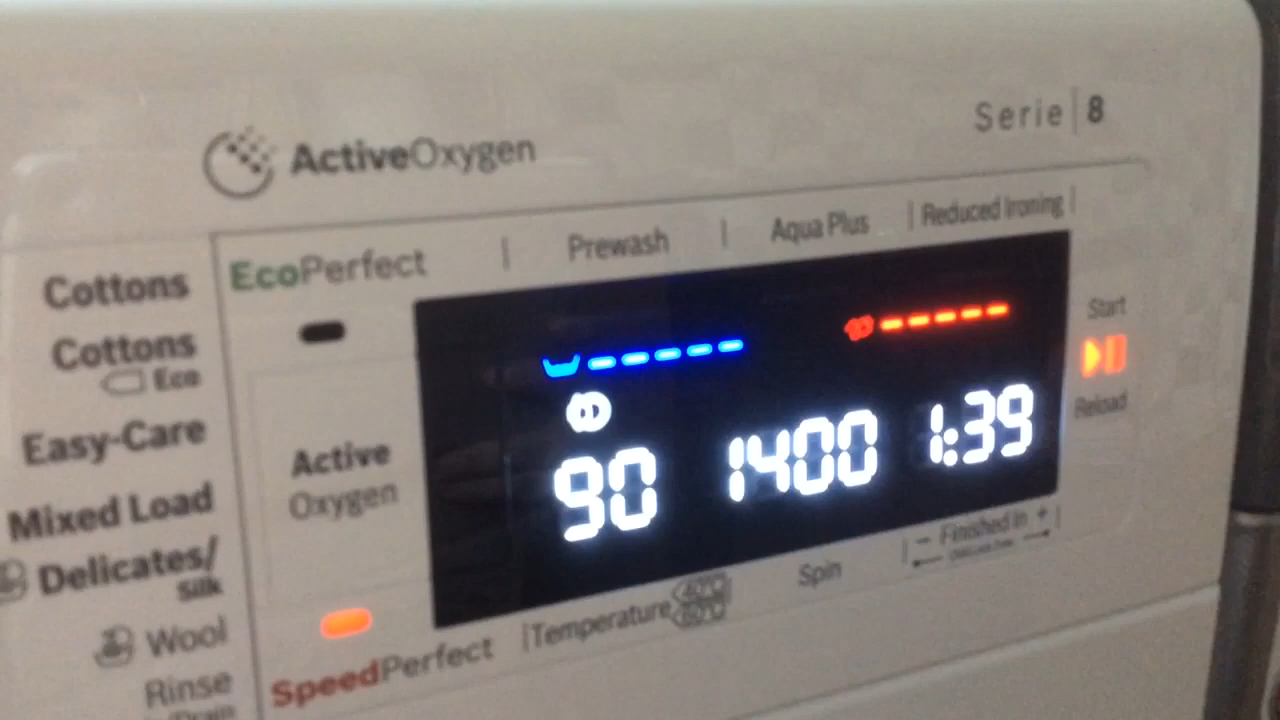 ActiveOxygen
Serie | 8
EcoPerfect
Prewash
Aqua Plus
Reduced Ironing
Cottons
Cottons
Eco
Easy-Care
Mixed Load
Delicates/
Silk
Wool
Rinse
Active
Oxygen
90
1400
1:39
Start
Reload
SpeedPerfect
Temperature
Spin
– Finished in +